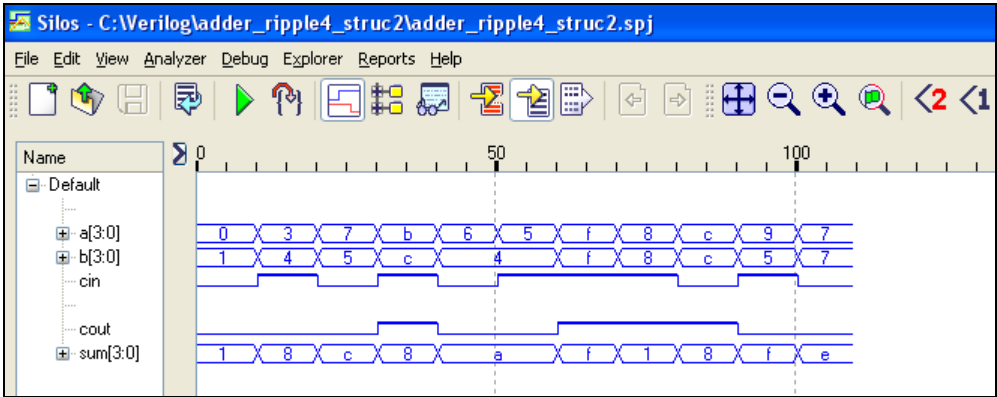 Silos - C:\Verilog\adder_ripple4_struc2\adder_ripple4_struc2.spj
File Edit View Analyzer Debug Explorer Reports Help
2 1
Name 0 50 100
Default
a[3:0] 0 3 7 b 6 5 f 8 c 9 7
b[3:0] 1 4 5 c 4 f 8 c 5 7
cin
cout
sum[3:0] 1 8 c 8 a f 1 8 f e